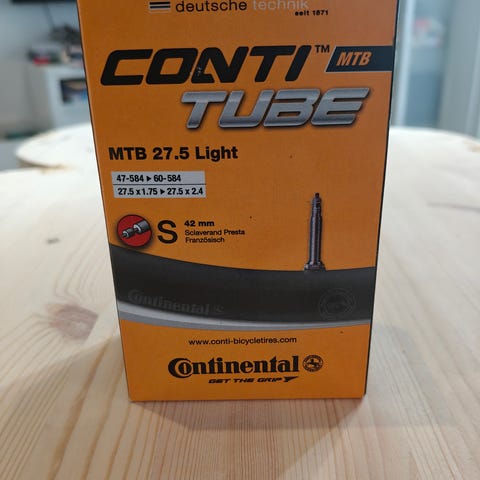 deutsche technik
seit 1871
CONTI™ MTB
TUBE
MTB 27.5 Light
47-584 ▸ 60-584
27.5 x 1.75 ▸ 27.5 x 2.4
S
42 mm
Sclaverand Presta
Französisch
Continental
www.conti-bicycletires.com
Continental
GET THE GRIP